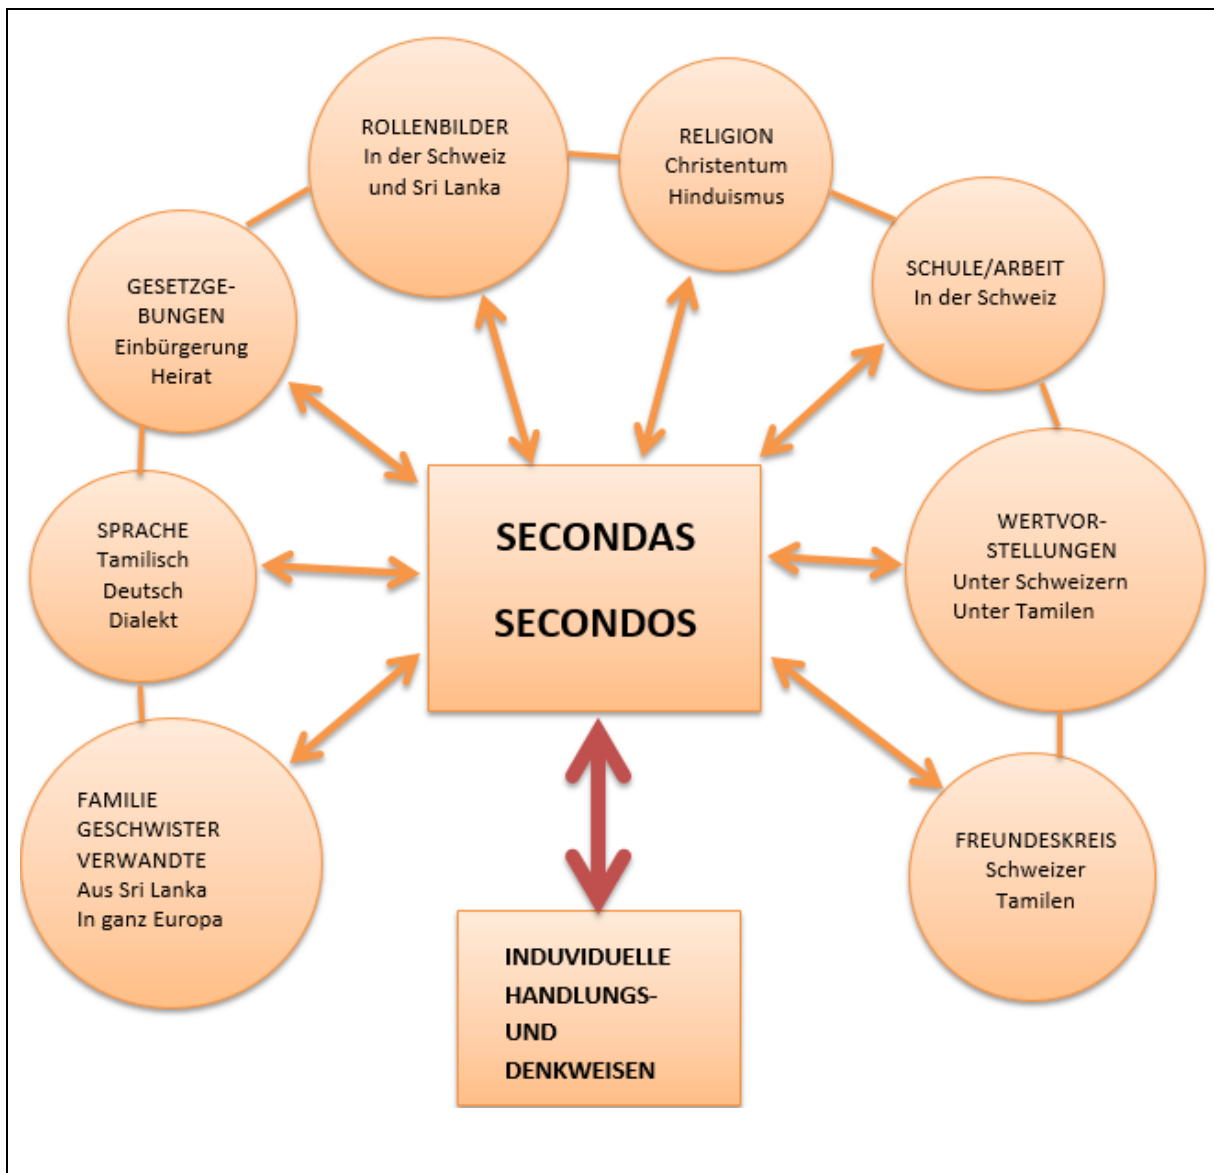 ROLLENBILDER
In der Schweiz
und Sri Lanka
RELIGION
Christentum
Hinduismus
SCHULE/ARBEIT
In der Schweiz
GESETZGE-
BUNGEN
Einbürgerung
Heirat
SPRACHE
Tamilisch
Deutsch
Dialekt
SECONDAS
SECONDOS
WERTVOR-
STELLUNGEN
Unter Schweizern
Unter Tamilen
FAMILIE
GESCHWISTER
VERWANDTE
Aus Sri Lanka
In ganz Europa
FREUNDESKREIS
Schweizer
Tamilen
INDUVIDUELLE
HANDLUNGS-
UND
DENKWEISEN